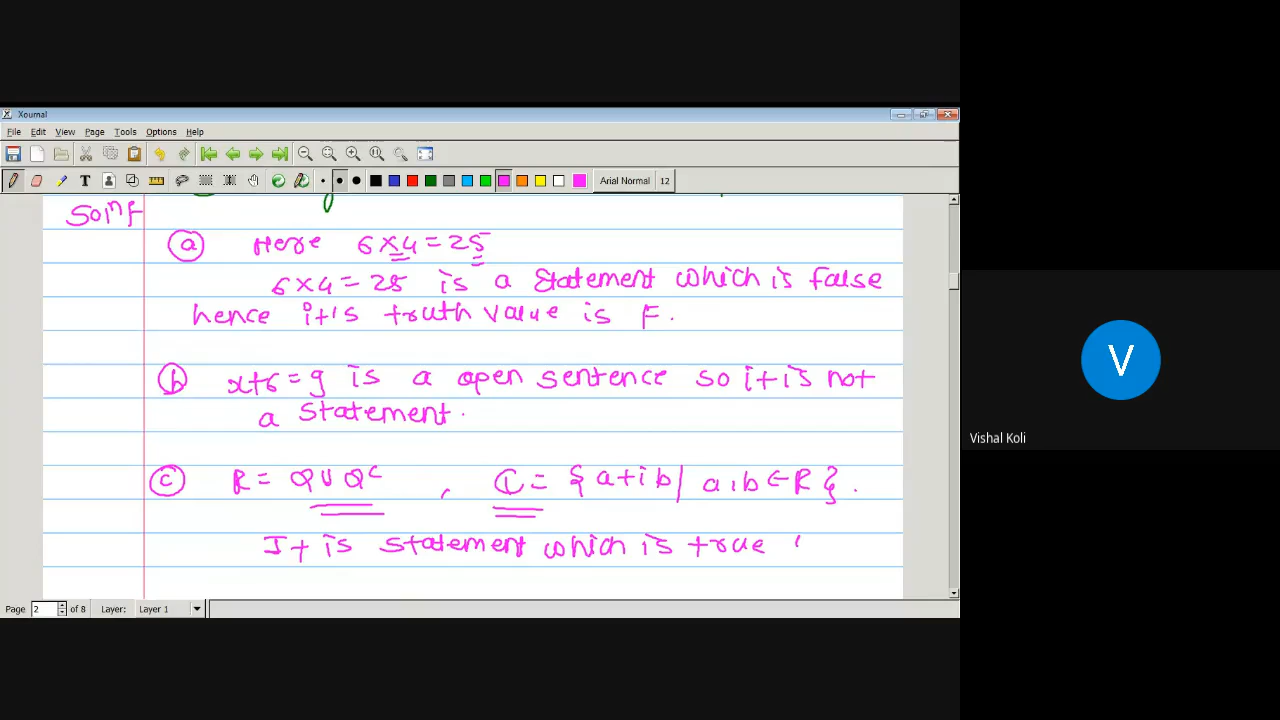 Xournal
File Edit View Page Tools Options Help
Arial Normal 12
Soln:
(a) Here 6×4=25
6×4=25 is a statement which is false
hence it's truth value is F.
(b) x+6=9 is a open sentence so it is not
a statement.
(c) R = Q∪Qᶜ , ℂ = {a+ib | a,b ∈ R}.
It is statement which is true
Page 2 of 8 Layer: Layer 1
V
Vishal Koli